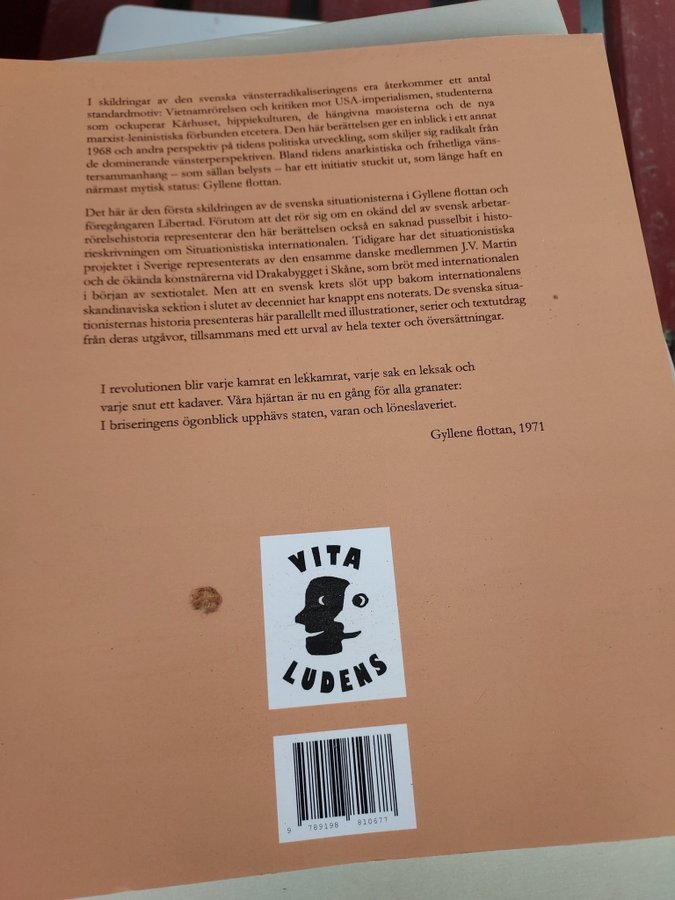 I skildringar av den svenska vänsterradikaliseringens era återkommer ett antal
standardmotiv: Vietnamrörelsen och kritiken mot USA-imperialismen, studenterna
som ockuperar Kårhuset, hippiekulturen, de hängivna maoisterna och de nya
marxist-leninistiska förbunden etcetera. Den här berättelsen ger en inblick i ett annat
1968 och andra perspektiv på tidens politiska utveckling, som skiljer sig radikalt från
de dominerande vänsterperspektiven. Bland tidens anarkistiska och frihetliga väns-
tersammanhang – som sällan belysts – har ett initiativ stuckit ut, som länge haft en
närmast mytisk status: Gyllene flottan.
Det här är den första skildringen av de svenska situationisterna i Gyllene flottan och
föregångaren Libertad. Förutom att det rör sig om en okänd del av svensk arbetar-
rörelsehistoria representerar den här berättelsen också en saknad pusselbit i histo-
rieskrivningen om Situationistiska internationalen. Tidigare har det situationistiska
projektet i Sverige representerats av den ensamme danske medlemmen J.V. Martin
och de ökända konstnärerna vid Drakabygget i Skåne, som bröt med internationalen
i början av sextiotalet. Men att en svensk krets slöt upp bakom internationalens
skandinaviska sektion i slutet av decenniet har knappt ens noterats. De svenska situa-
tionisternas historia presenteras här parallellt med illustrationer, serier och textutdrag
från deras utgåvor, tillsammans med ett urval av hela texter och översättningar.
I revolutionen blir varje kamrat en lekkamrat, varje sak en leksak och
varje snut ett kadaver. Våra hjärtan är nu en gång för alla granater:
I briseringens ögonblick upphävs staten, varan och löneslaveriet.
Gyllene flottan, 1971
VITA
LUDENS
9 789198 810677